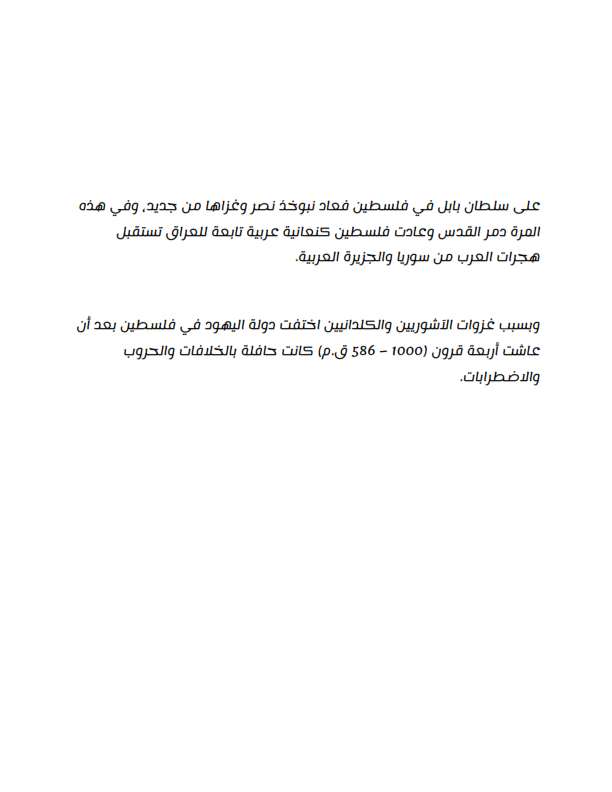 على سلطان بابل في فلسطين فعاد نبوخذ نصر وغزاها من جديد، وفي هذه
المرة دمر القدس وعادت فلسطين كنعانية عربية تابعة للعراق تستقبل
هجرات العرب من سوريا والجزيرة العربية.
وبسبب غزوات الآشوريين والكلدانيين اختفت دولة اليهود في فلسطين بعد أن
عاشت أربعة قرون (1000 – 586 ق.م) كانت حافلة بالخلافات والحروب
والاضطرابات.